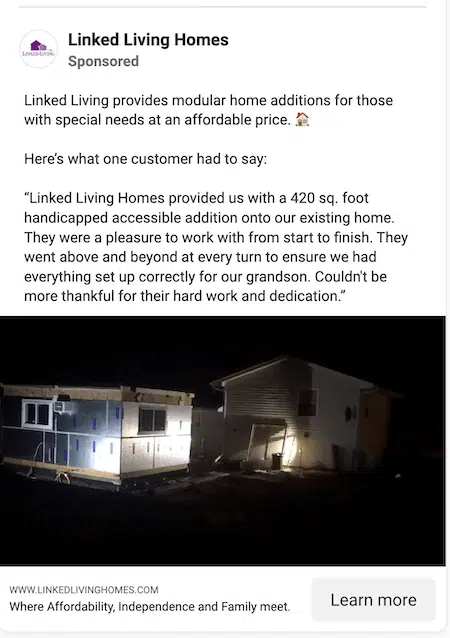 Linked Living Homes
LINKED LIVING
Sponsored
Linked Living provides modular home additions for those
with special needs at an affordable price. 🏠
Here's what one customer had to say:
“Linked Living Homes provided us with a 420 sq. foot
handicapped accessible addition onto our existing home.
They were a pleasure to work with from start to finish. They
went above and beyond at every turn to ensure we had
everything set up correctly for our grandson. Couldn't be
more thankful for their hard work and dedication.”
WWW.LINKEDLIVINGHOMES.COM
Where Affordability, Independence and Family meet.
Learn more